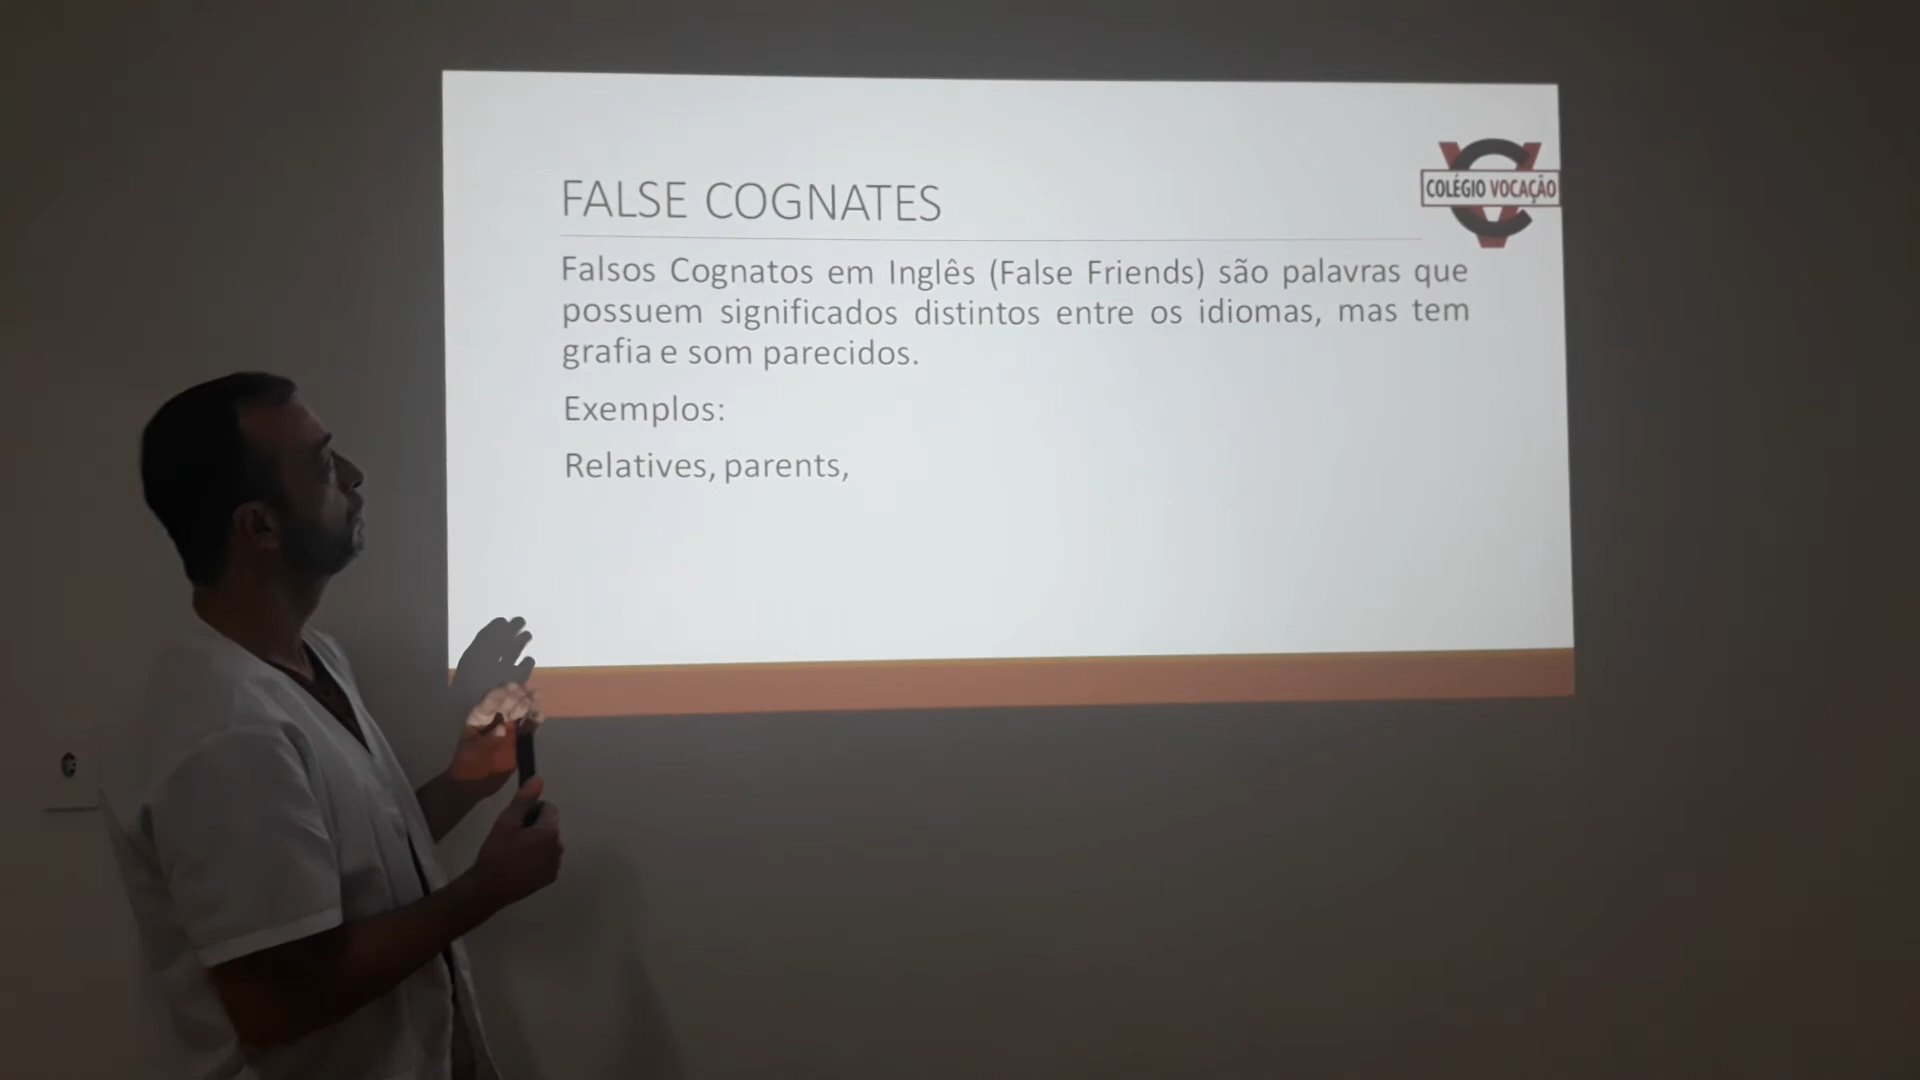 FALSE COGNATES
COLÉGIO VOCAÇÃO
Falsos Cognatos em Inglês (False Friends) são palavras que
possuem significados distintos entre os idiomas, mas tem
grafia e som parecidos.
Exemplos:
Relatives, parents,